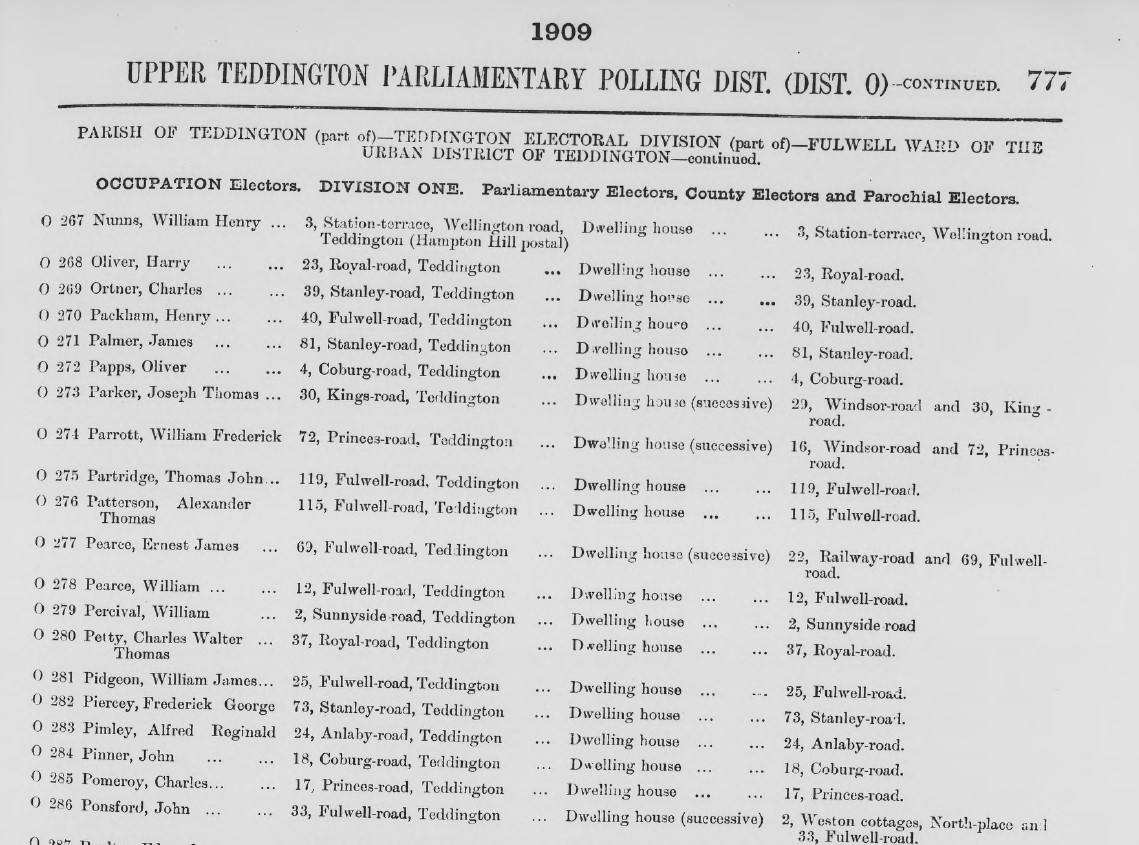 1909
UPPER TEDDINGTON PARLIAMENTARY POLLING DIST. (DIST. O)--CONTINUED. 777
PARISH OF TEDDINGTON (part of)—TEDDINGTON ELECTORAL DIVISION (part of)—FULWELL WARD OF THE
URBAN DISTRICT OF TEDDINGTON—continued.
OCCUPATION Electors. DIVISION ONE. Parliamentary Electors, County Electors and Parochial Electors.
O 267 Nunns, William Henry ... 3, Station-terrace, Wellington road, Dwelling house ... ... 3, Station-terrace, Wellington road.
Teddington (Hampton Hill postal)
O 268 Oliver, Harry ... ... 23, Royal-road, Teddington ... Dwelling house ... ... 23, Royal-road.
O 269 Ortner, Charles ... ... 39, Stanley-road, Teddington ... Dwelling house ... ... 39, Stanley-road.
O 270 Packham, Henry ... ... 40, Fulwell-road, Teddington ... Dwelling house ... ... 40, Fulwell-road.
O 271 Palmer, James ... ... 81, Stanley-road, Teddington ... Dwelling house ... ... 81, Stanley-road.
O 272 Papps, Oliver ... ... 4, Coburg-road, Teddington ... Dwelling house ... ... 4, Coburg-road.
O 273 Parker, Joseph Thomas ... 30, Kings-road, Teddington ... Dwelling house (successive) 29, Windsor-road and 30, King -
road.
O 274 Parrott, William Frederick 72, Princes-road, Teddington ... Dwelling house (successive) 16, Windsor-road and 72, Princes-
road.
O 275 Partridge, Thomas John... 119, Fulwell-road, Teddington ... Dwelling house ... ... 119, Fulwell-road.
O 276 Patterson, Alexander 115, Fulwell-road, Teddington ... Dwelling house ... ... 115, Fulwell-road.
Thomas
O 277 Pearce, Ernest James ... 69, Fulwell-road, Teddington ... Dwelling house (successive) 22, Railway-road and 69, Fulwell-
road.
O 278 Pearce, William ... ... 12, Fulwell-road, Teddington ... Dwelling house ... ... 12, Fulwell-road.
O 279 Percival, William ... 2, Sunnyside-road, Teddington ... Dwelling house ... ... 2, Sunnyside road
O 280 Petty, Charles Walter ... 37, Royal-road, Teddington ... Dwelling house ... ... 37, Royal-road.
Thomas
O 281 Pidgeon, William James... 25, Fulwell-road, Teddington ... Dwelling house ... ... 25, Fulwell-road.
O 282 Piercey, Frederick George 73, Stanley-road, Teddington ... Dwelling house ... ... 73, Stanley-road.
O 283 Pimley, Alfred Reginald 24, Anlaby-road, Teddington ... Dwelling house ... ... 24, Anlaby-road.
O 284 Pinner, John ... ... 18, Coburg-road, Teddington ... Dwelling house ... ... 18, Coburg-road.
O 285 Pomeroy, Charles... ... 17, Princes-road, Teddington ... Dwelling house ... ... 17, Princes-road.
O 286 Ponsford, John ... ... 33, Fulwell-road, Teddington ... Dwelling house (successive) 2, Weston cottages, North-place and
33, Fulwell-road.